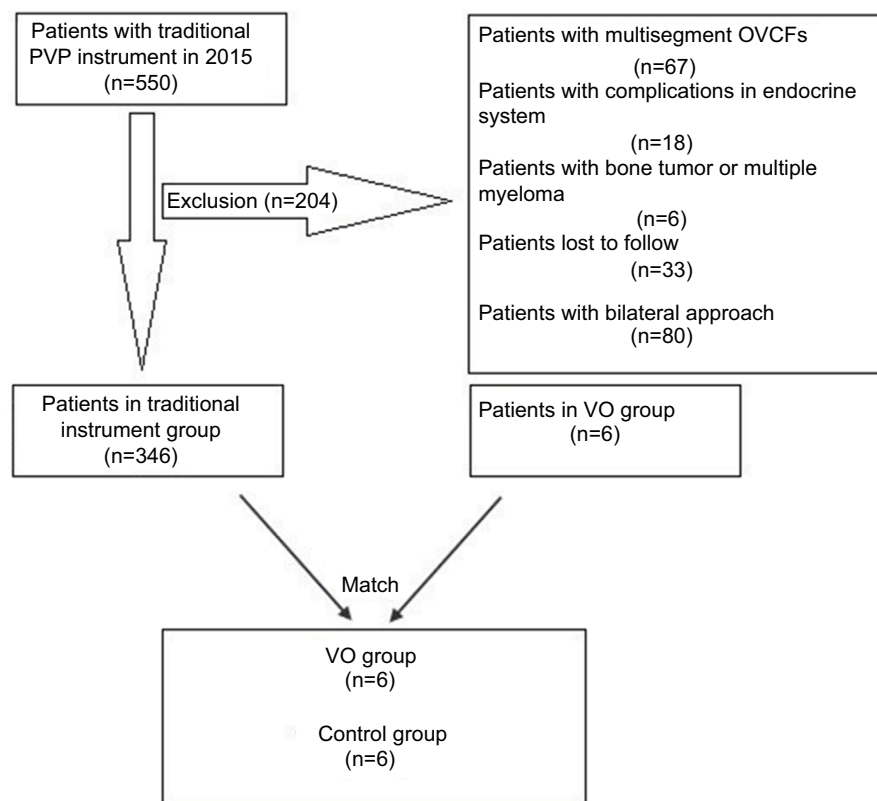 Patients with traditional
PVP instrument in 2015
(n=550)
Exclusion (n=204)
Patients with multisegment OVCFs
(n=67)
Patients with complications in endocrine
system
(n=18)
Patients with bone tumor or multiple
myeloma
(n=6)
Patients lost to follow
(n=33)
Patients with bilateral approach
(n=80)
Patients in traditional
instrument group
(n=346)
Patients in VO group
(n=6)
Match
VO group
(n=6)
Control group
(n=6)